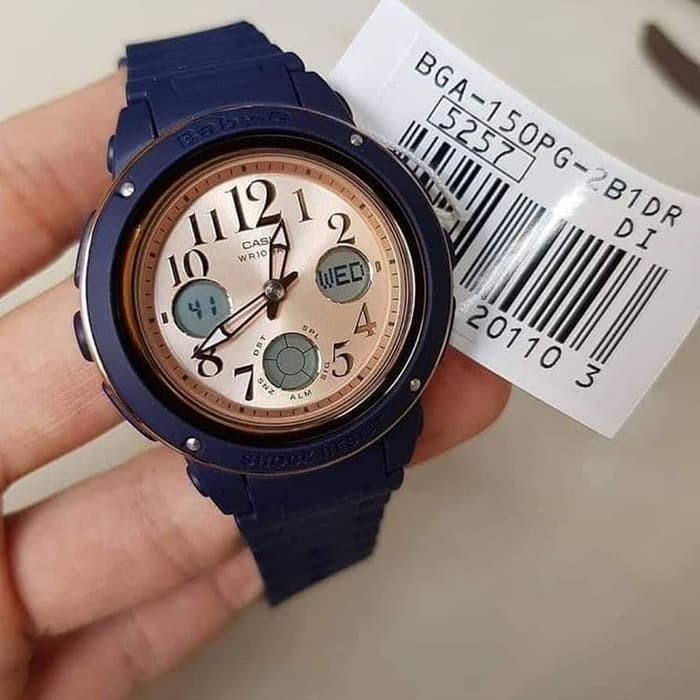 Baby-G
12
1
2
4
5
7
8
10
11
CASIO
41
WED
DST
SPL
SIG
ALM
SNZ
SHOCK RESIST
BGA-150PG-2B1DR
5257
DI
20110 3